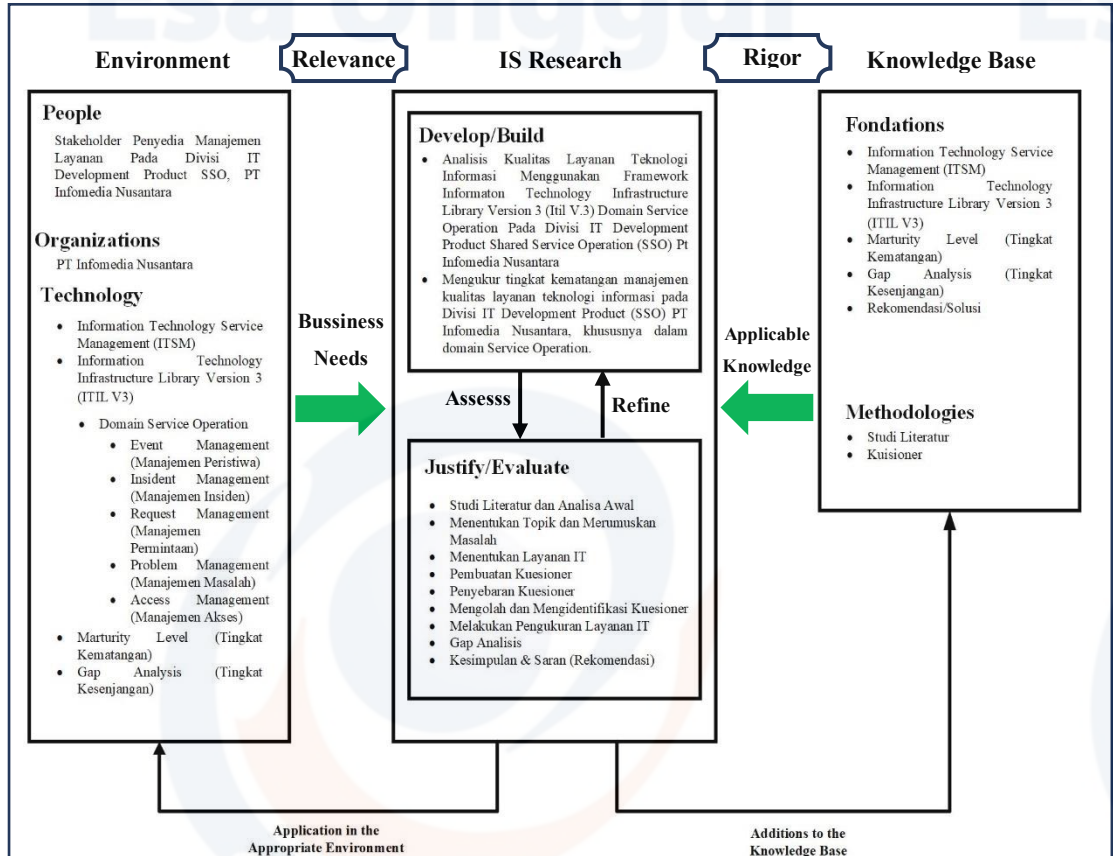 Esa Unggul
Es
Environment
Relevance
IS Research
Rigor
Knowledge Base
People
Stakeholder Penyedia Manajemen
Layanan Pada Divisi IT
Development Product SSO, PT
Infomedia Nusantara
Organizations
PT Infomedia Nusantara
Technology
• Information Technology Service
Management (ITSM)
• Information Technology
Infrastructure Library Version 3
(ITIL V3)
• Domain Service Operation
• Event Management
(Manajemen Peristiwa)
• Insident Management
(Manajemen Insiden)
• Request Management
(Manajemen
Permintaan)
• Problem Management
(Manajemen Masalah)
• Access Management
(Manajemen Akses)
• Marturity Level (Tingkat
Kematangan)
• Gap Analysis (Tingkat
Kesenjangan)
Bussiness
Needs
Develop/Build
• Analisis Kualitas Layanan Teknologi
Informasi Menggunakan Framework
Informaton Technology Infrastructure
Library Version 3 (Itil V.3) Domain Service
Operation Pada Divisi IT Development
Product Shared Service Operation (SSO) Pt
Infomedia Nusantara
• Mengukur tingkat kematangan manajemen
kualitas layanan teknologi informasi pada
Divisi IT Development Product (SSO) PT
Infomedia Nusantara, khususnya dalam
domain Service Operation.
Assesss
Refine
Justify/Evaluate
• Studi Literatur dan Analisa Awal
• Menentukan Topik dan Merumuskan
Masalah
• Menentukan Layanan IT
• Pembuatan Kuesioner
• Penyebaran Kuesioner
• Mengolah dan Mengidentifikasi Kuesioner
• Melakukan Pengukuran Layanan IT
• Gap Analisis
• Kesimpulan & Saran (Rekomendasi)
Applicable
Knowledge
Fondations
• Information Technology Service
Management (ITSM)
• Information Technology
Infrastructure Library Version 3
(ITIL V3)
• Marturity Level (Tingkat
Kematangan)
• Gap Analysis (Tingkat
Kesenjangan)
• Rekomendasi/Solusi
Methodologies
• Studi Literatur
• Kuisioner
Application in the
Appropriate Environment
Additions to the
Knowledge Base